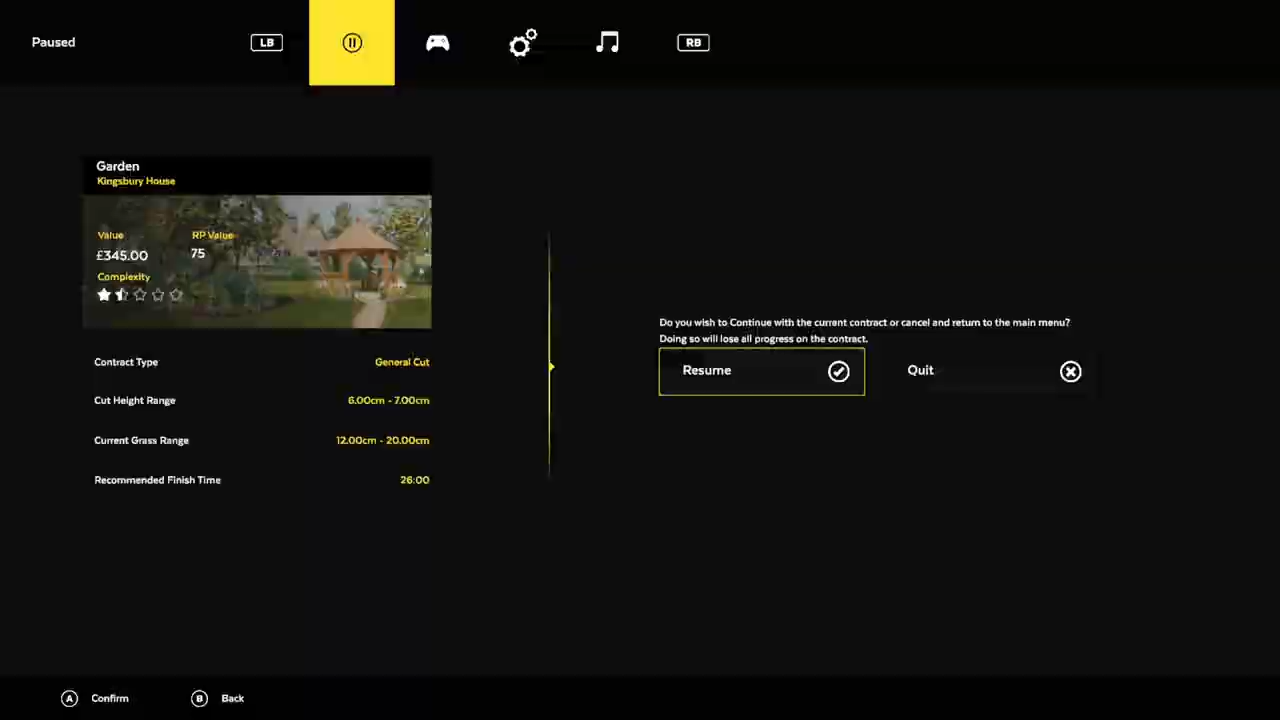 Paused
LB
RB
Garden
Kingsbury House
Value
RP Value
£345.00
75
Complexity
Contract Type
General Cut
Cut Height Range
6.00cm - 7.00cm
Current Grass Range
12.00cm - 20.00cm
Recommended Finish Time
26:00
Do you wish to Continue with the current contract or cancel and return to the main menu?
Doing so will lose all progress on the contract.
Resume
Quit
A Confirm
B Back